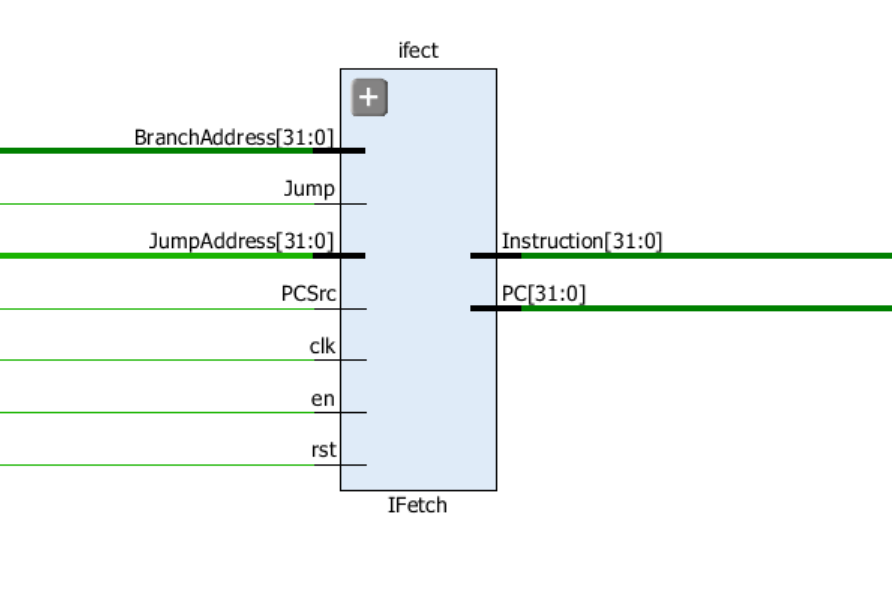 ifect
+
BranchAddress[31:0]
Jump
JumpAddress[31:0]
Instruction[31:0]
PCSrc
PC[31:0]
clk
en
rst
IFetch